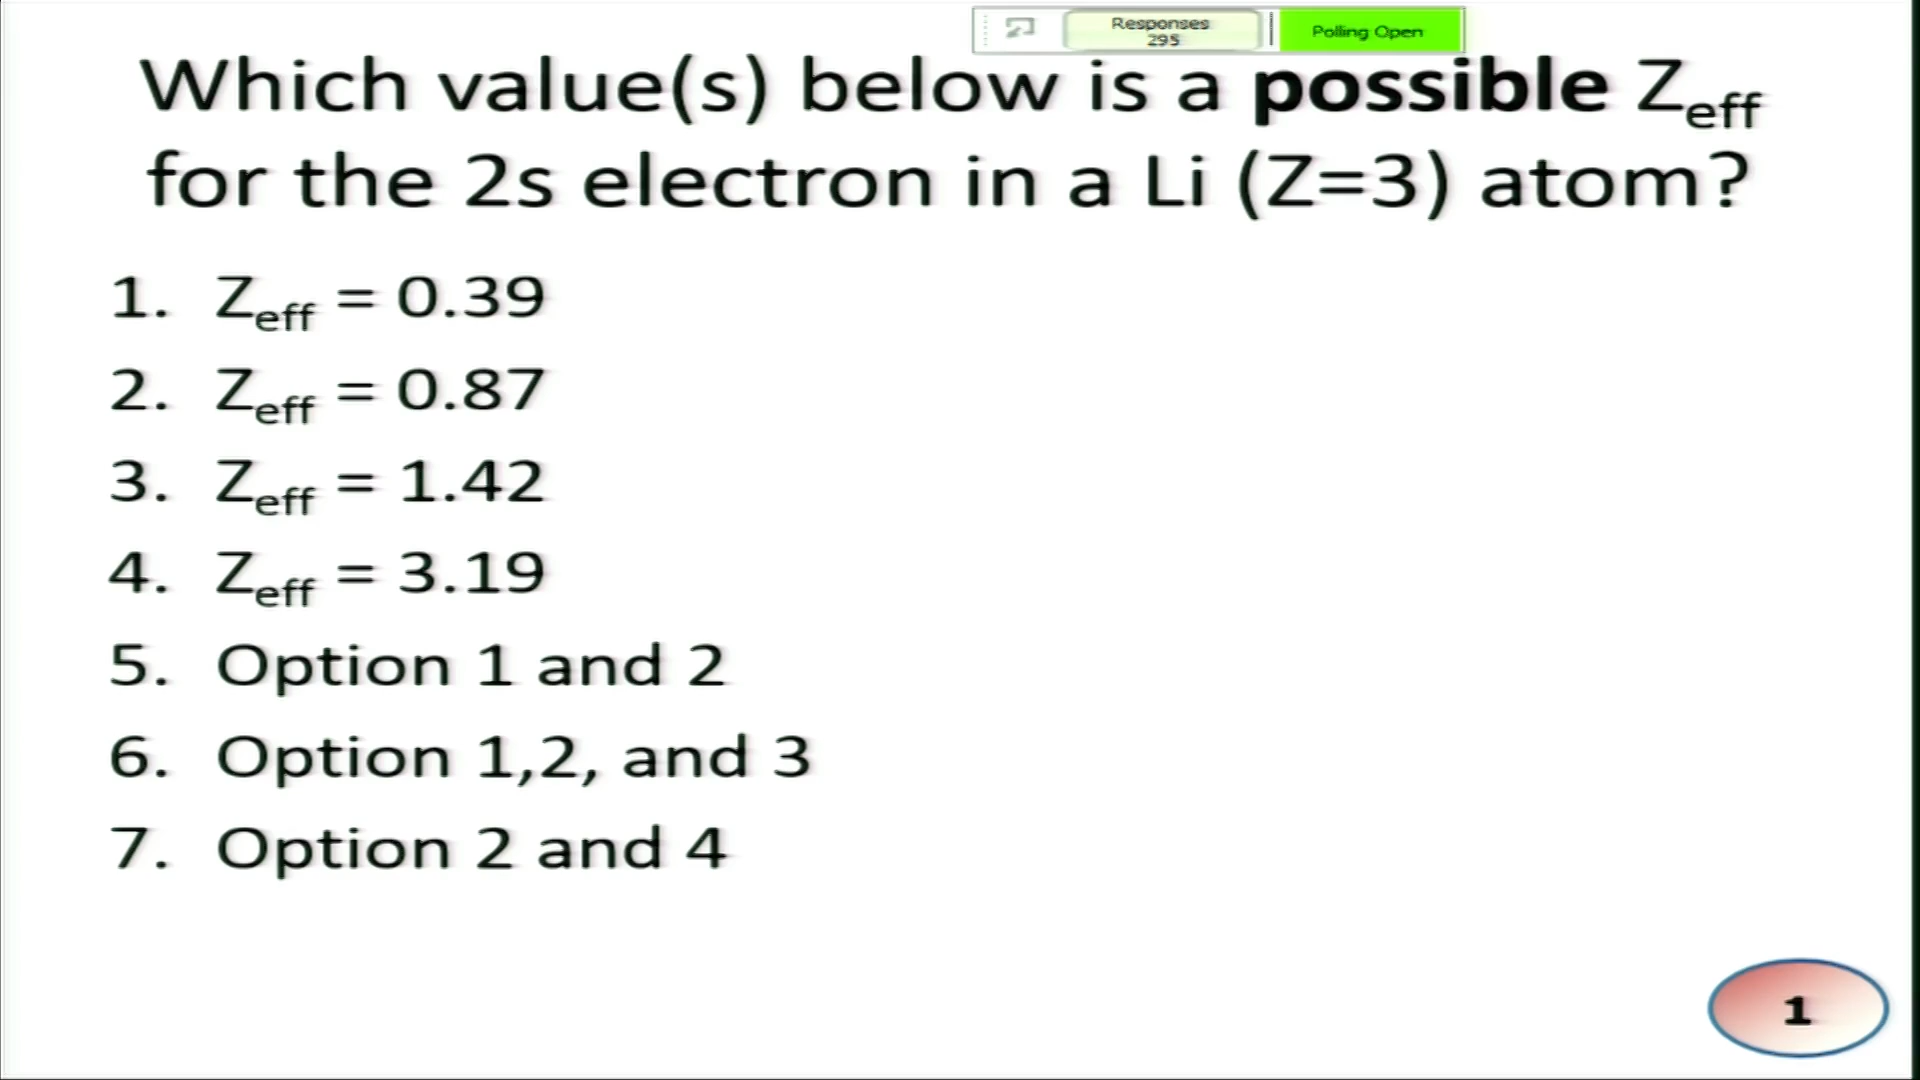 Responses
295
Polling Open
Which value(s) below is a possible Zeff
for the 2s electron in a Li (Z=3) atom?
1. Zeff = 0.39
2. Zeff = 0.87
3. Zeff = 1.42
4. Zeff = 3.19
5. Option 1 and 2
6. Option 1,2, and 3
7. Option 2 and 4
1